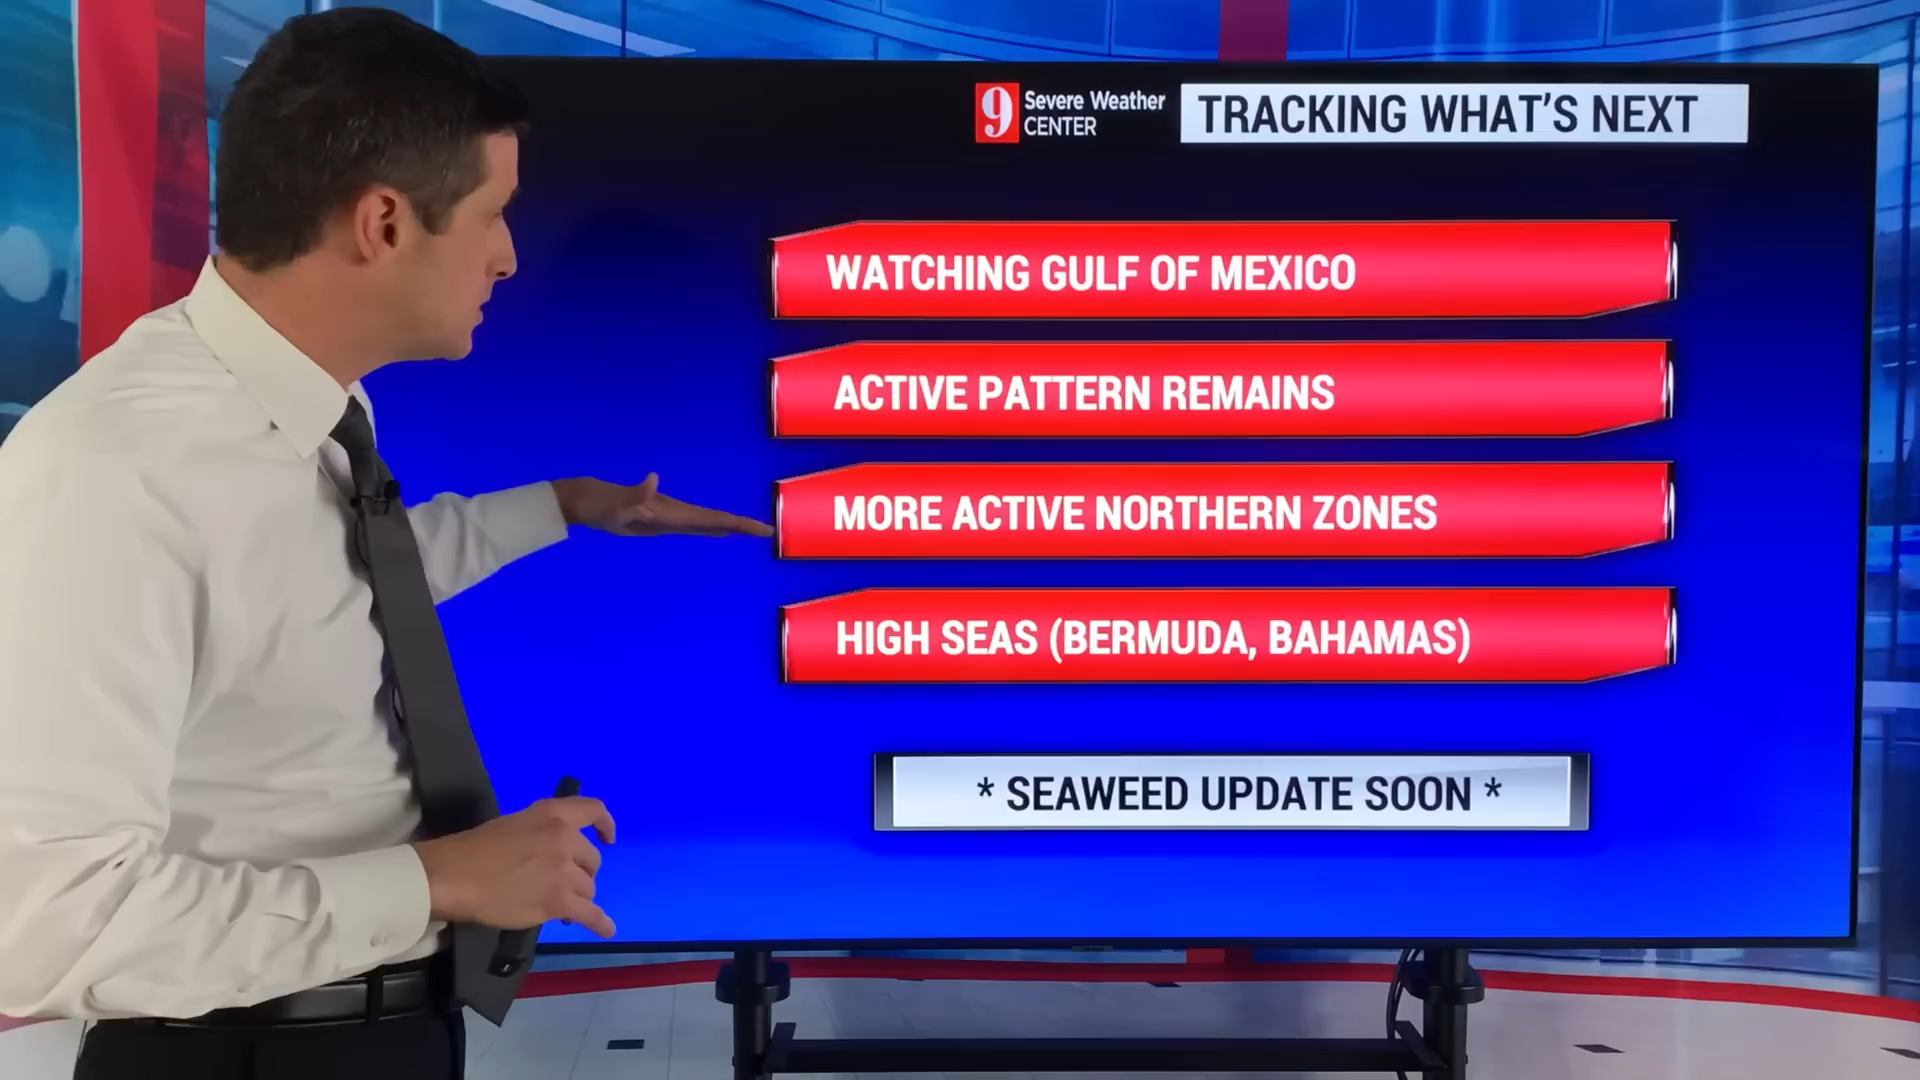 9 Severe Weather
CENTER
TRACKING WHAT'S NEXT
WATCHING GULF OF MEXICO
ACTIVE PATTERN REMAINS
MORE ACTIVE NORTHERN ZONES
HIGH SEAS (BERMUDA, BAHAMAS)
* SEAWEED UPDATE SOON *